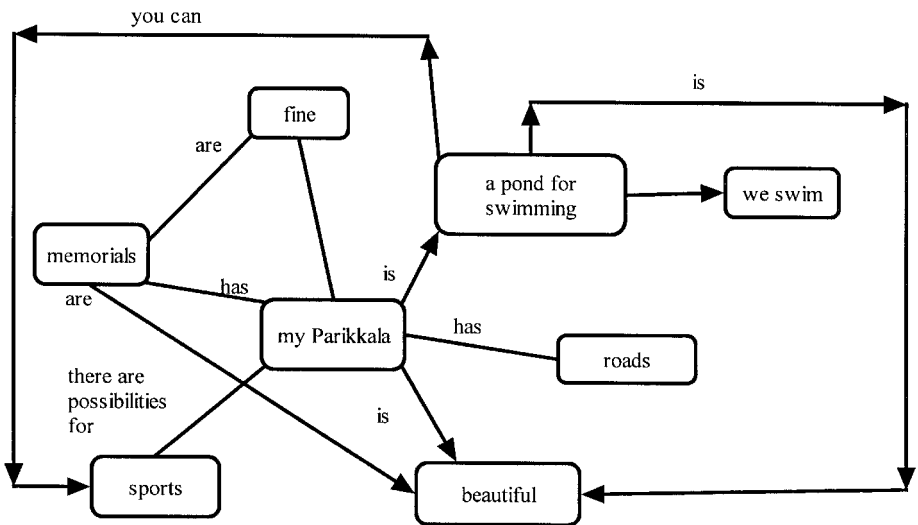 you can
is
fine
are
a pond for
swimming
we swim
memorials
is
are
has
my Parikkala
has
roads
there are
possibilities
for
is
sports
beautiful